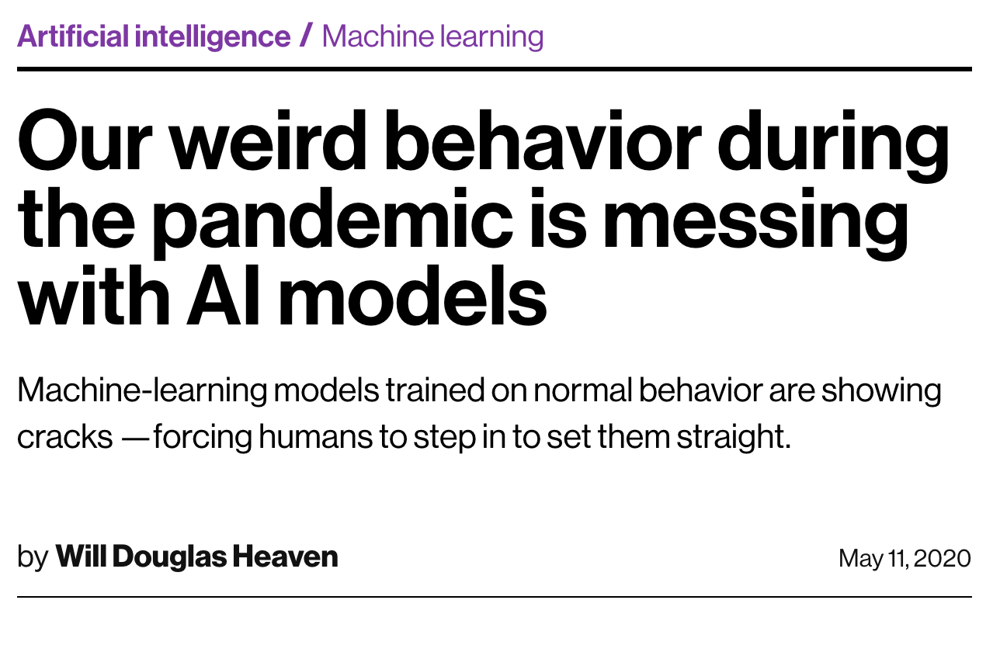 Artificial intelligence / Machine learning
Our weird behavior during
the pandemic is messing
with AI models
Machine-learning models trained on normal behavior are showing
cracks —forcing humans to step in to set them straight.
by Will Douglas Heaven
May 11, 2020